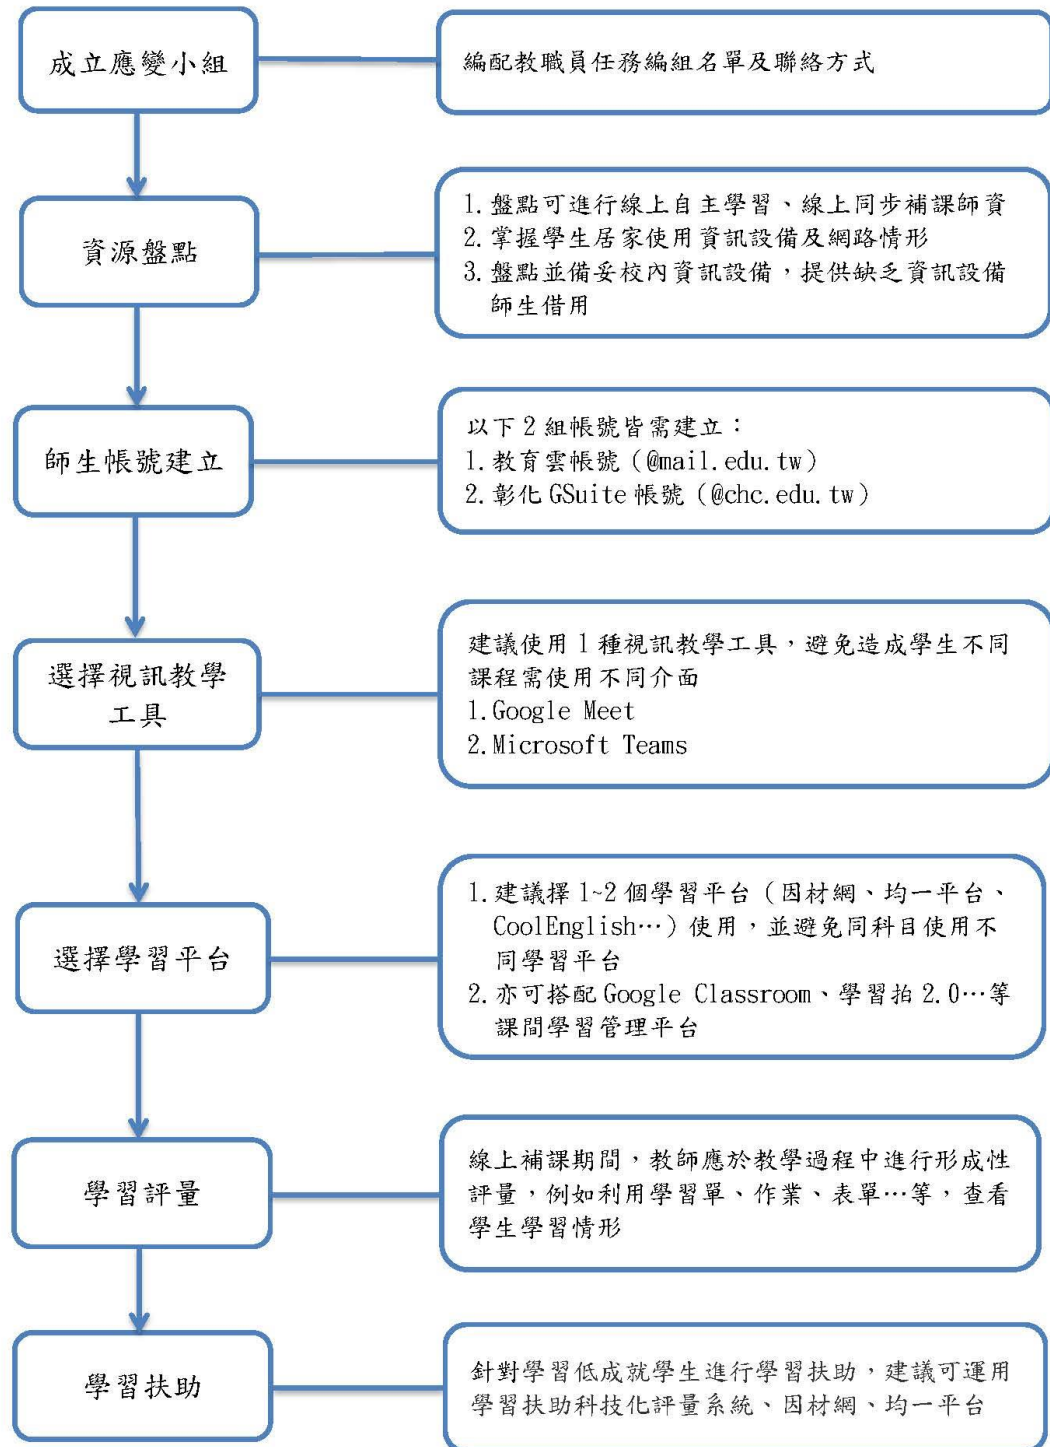 成立應變小組
編配教職員任務編組名單及聯絡方式
資源盤點
1.盤點可進行線上自主學習、線上同步補課師資
2.掌握學生居家使用資訊設備及網路情形
3.盤點並備妥校內資訊設備，提供缺乏資訊設備
師生借用
師生帳號建立
以下2組帳號皆需建立：
1.教育雲帳號（@mail.edu.tw）
2.彰化GSuite帳號（@chc.edu.tw）
選擇視訊教學
工具
建議使用1種視訊教學工具，避免造成學生不同
課程需使用不同介面
1.Google Meet
2.Microsoft Teams
選擇學習平台
1.建議擇1~2個學習平台（因材網、均一平台、
CoolEnglish…）使用，並避免同科目使用不
同學習平台
2.亦可搭配Google Classroom、學習拍2.0…等
課間學習管理平台
學習評量
線上補課期間，教師應於教學過程中進行形成性
評量，例如利用學習單、作業、表單…等，查看
學生學習情形
學習扶助
針對學習低成就學生進行學習扶助，建議可運用
學習扶助科技化評量系統、因材網、均一平台